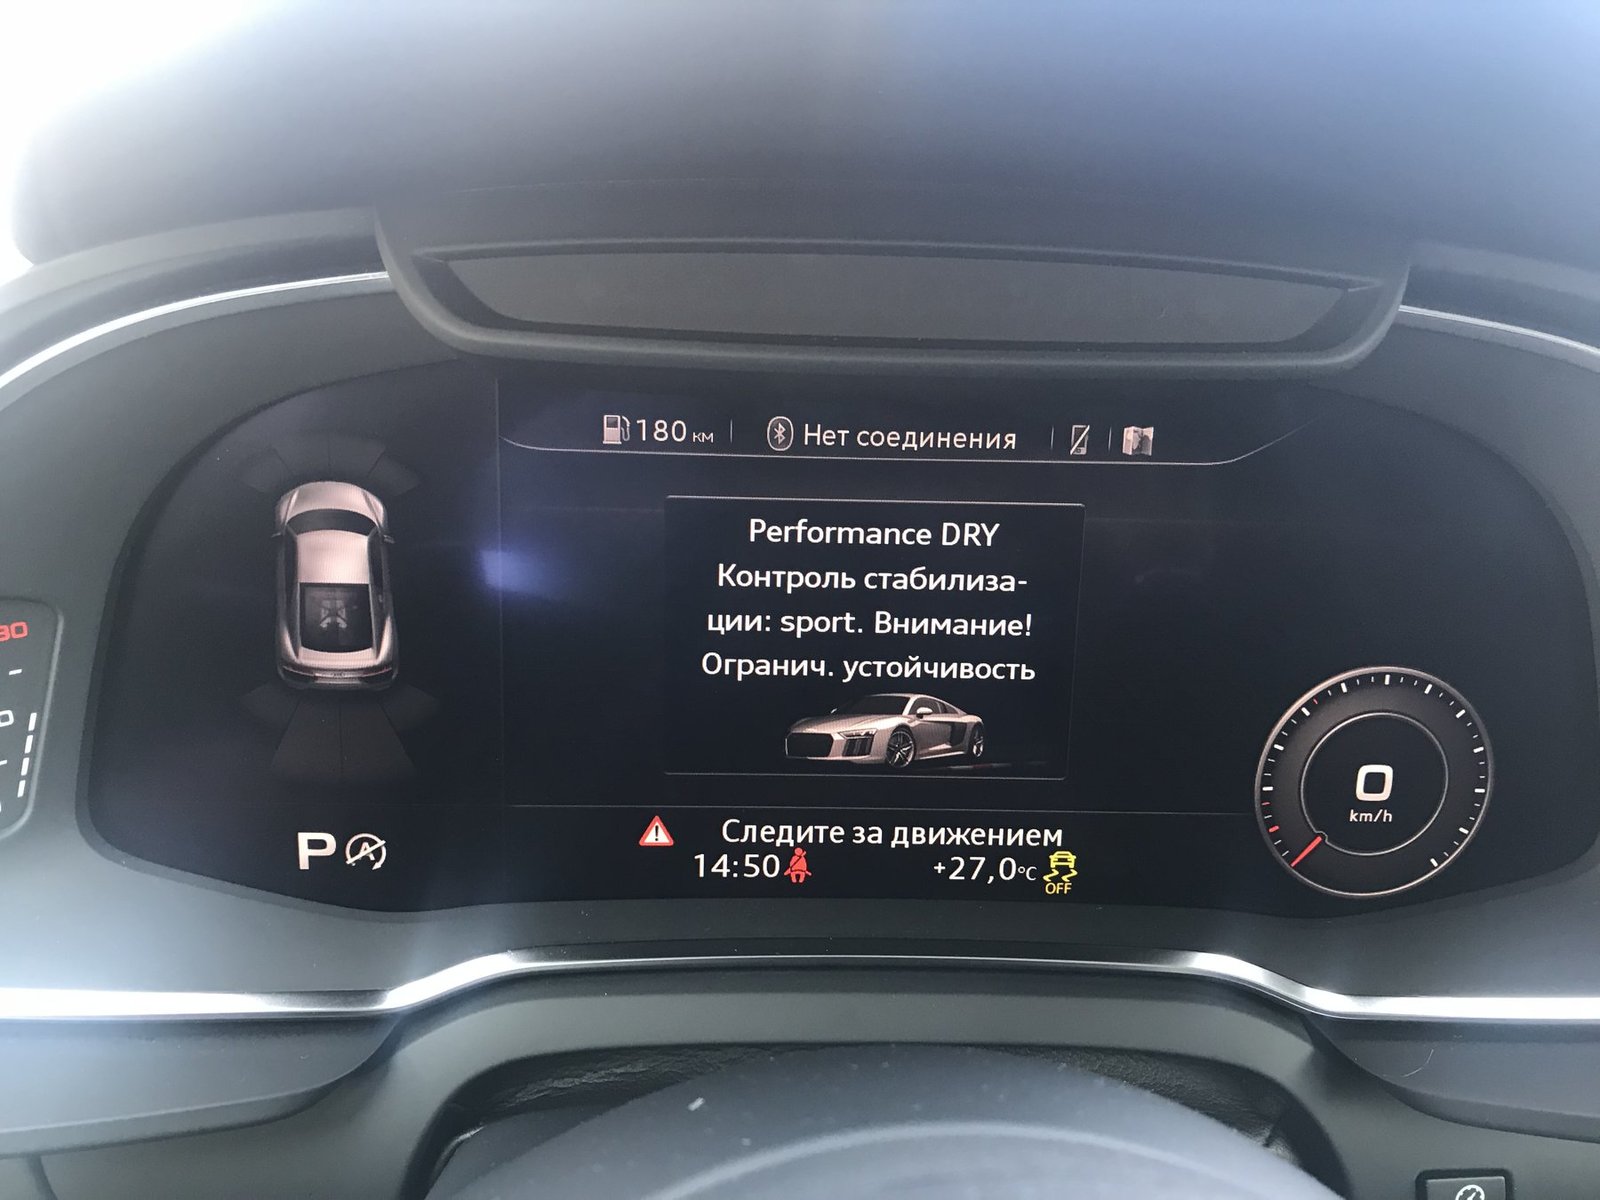 180 км
Нет соединения
Performance DRY
Контроль стабилиза-
ции: sport. Внимание!
Огранич. устойчивость
0
km/h
P
A
Следите за движением
14:50
+27,0°C
OFF